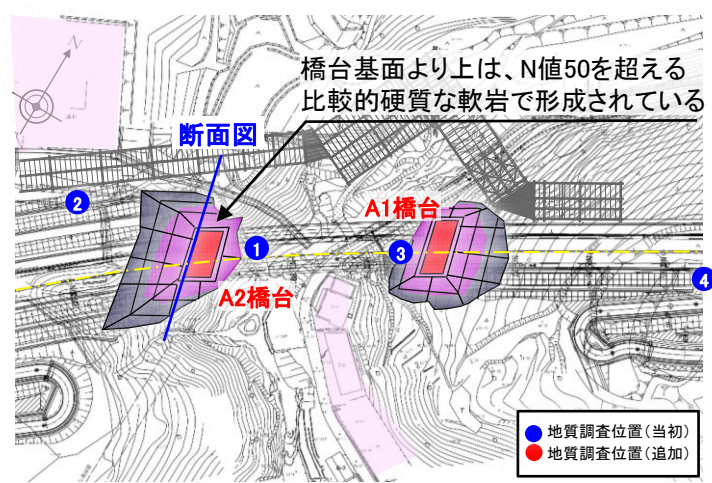 橋台基面より上は、N値50を超える
比較的硬質な軟岩で形成されている
N
断面図
2
A1橋台
1
3
4
A2橋台
地質調査位置(当初)
地質調査位置(追加)